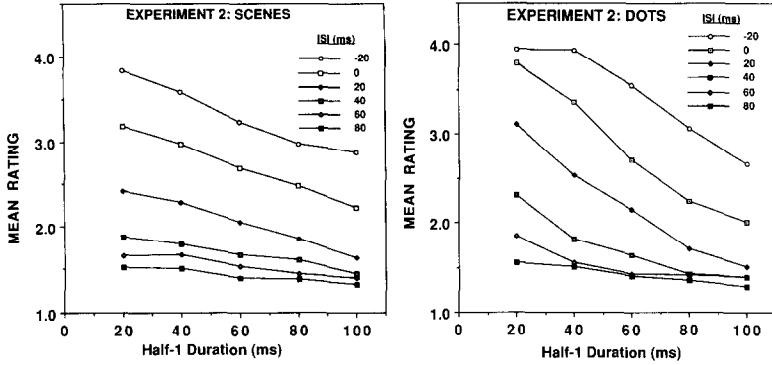 EXPERIMENT 2: SCENES
ISI (ms)
-20
0
20
40
60
80
4.0
3.0
2.0
1.0
MEAN RATING
0 20 40 60 80 100
Half-1 Duration (ms)
EXPERIMENT 2: DOTS
ISI (ms)
-20
0
20
40
60
80
4.0
3.0
2.0
1.0
MEAN RATING
0 20 40 60 80 100
Half-1 Duration (ms)